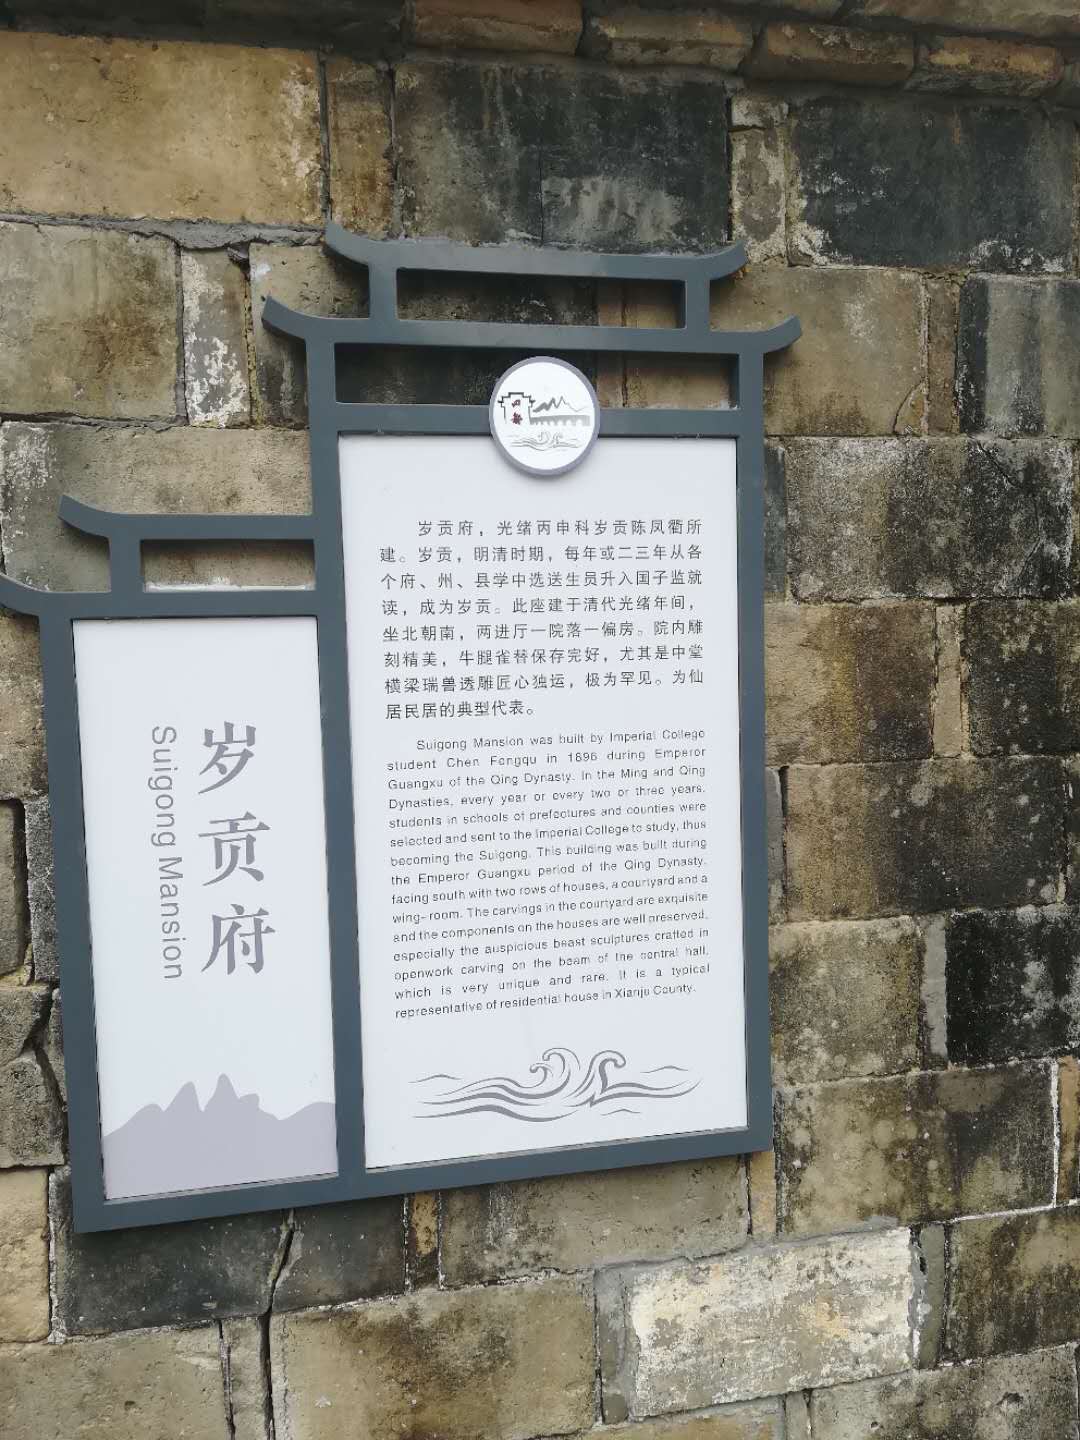 岁贡府
Suigong Mansion
岁贡府，光绪丙申科岁贡陈凤衢所
建。岁贡，明清时期，每年或二三年从各
个府、州、县学中选送生员升入国子监就
读，成为岁贡。此座建于清代光绪年间，
坐北朝南，两进厅一院落一偏房。院内雕
刻精美，牛腿雀替保存完好，尤其是中堂
横梁瑞兽透雕匠心独运，极为罕见。为仙
居民居的典型代表。
Suigong Mansion was built by Imperial College
student Chen Fengqu in 1896 during Emperor
Guangxu of the Qing Dynasty. In the Ming and Qing
Dynasties, every year or every two or three years,
students in schools of prefectures and counties were
selected and sent to the Imperial College to study, thus
becoming the Suigong. This building was built during
the Emperor Guangxu period of the Qing Dynasty,
facing south with two rows of houses, a courtyard and a
wing- room. The carvings in the courtyard are exquisite
and the components on the houses are well preserved,
especially the auspicious beast sculptures crafted in
openwork carving on the beam of the central hall,
which is very unique and rare. It is a typical
representative of residential house in Xianju County.